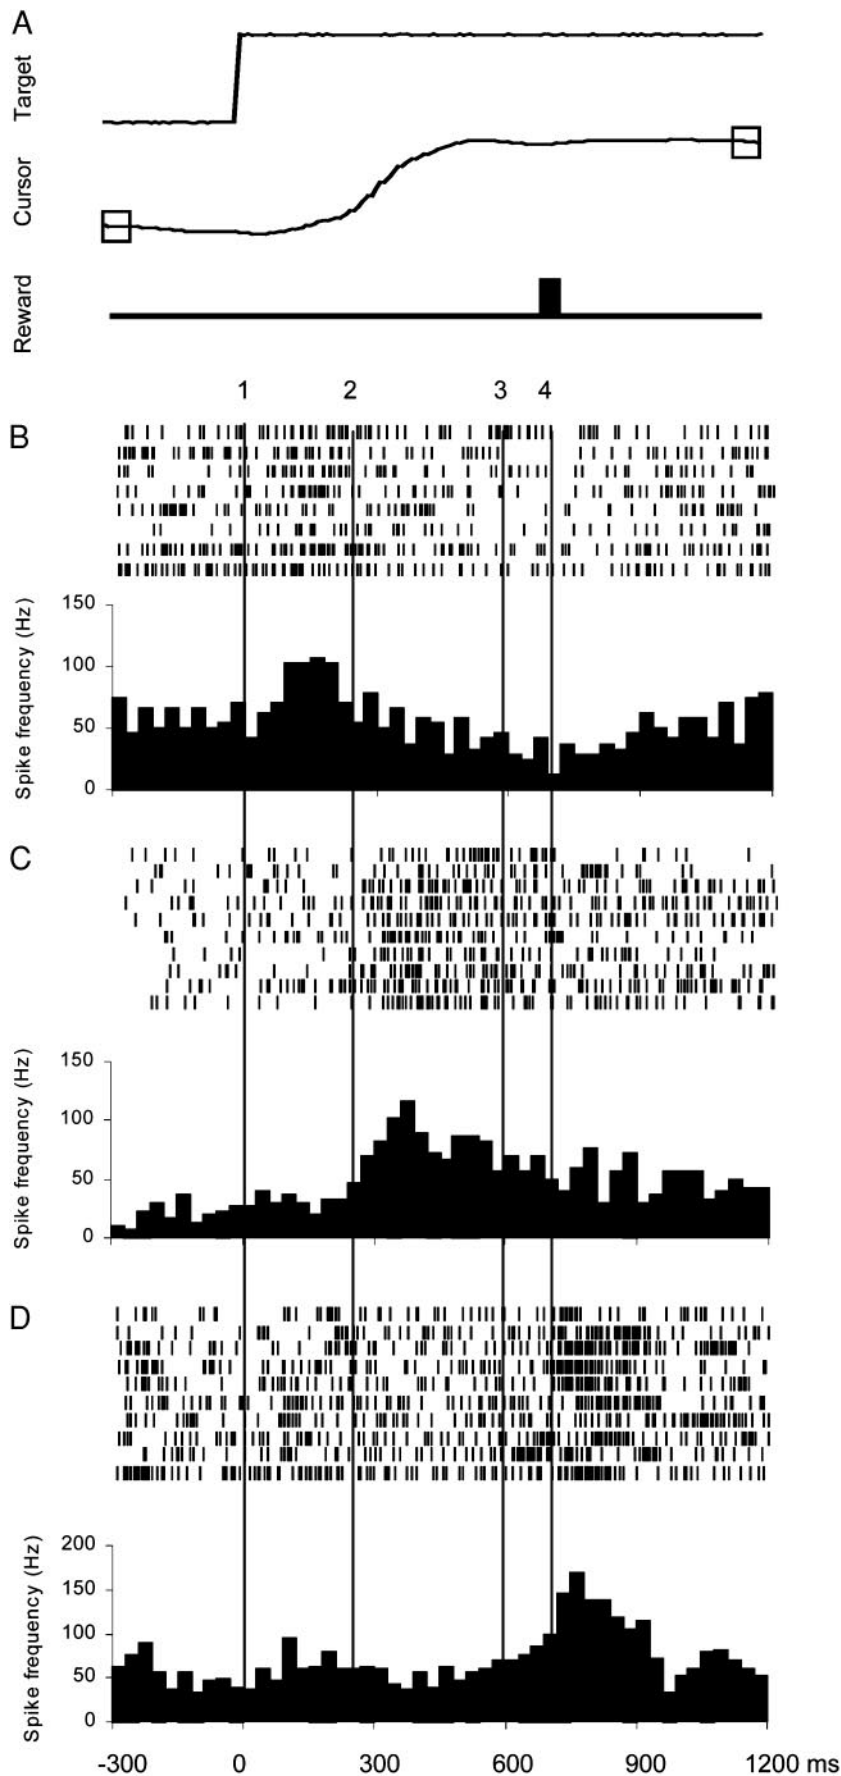 A
Target
Cursor
Reward
1 2 3 4
B
150
100
50
0
Spike frequency (Hz)
C
150
100
50
0
Spike frequency (Hz)
D
200
150
100
50
0
Spike frequency (Hz)
-300 0 300 600 900 1200 ms